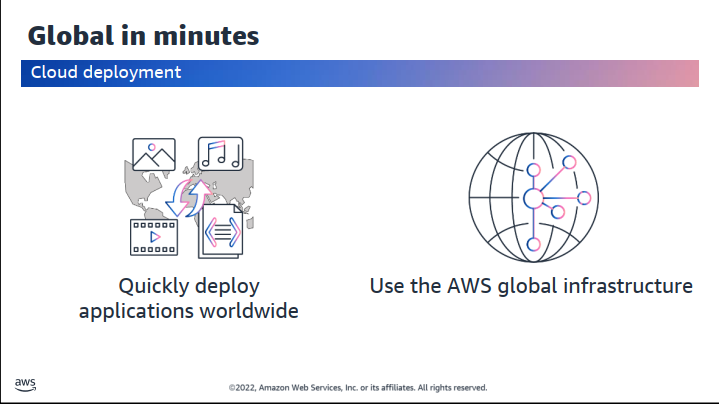 Global in minutes
Cloud deployment
Quickly deploy
applications worldwide
Use the AWS global infrastructure
aws
©2022, Amazon Web Services, Inc. or its affiliates. All rights reserved.